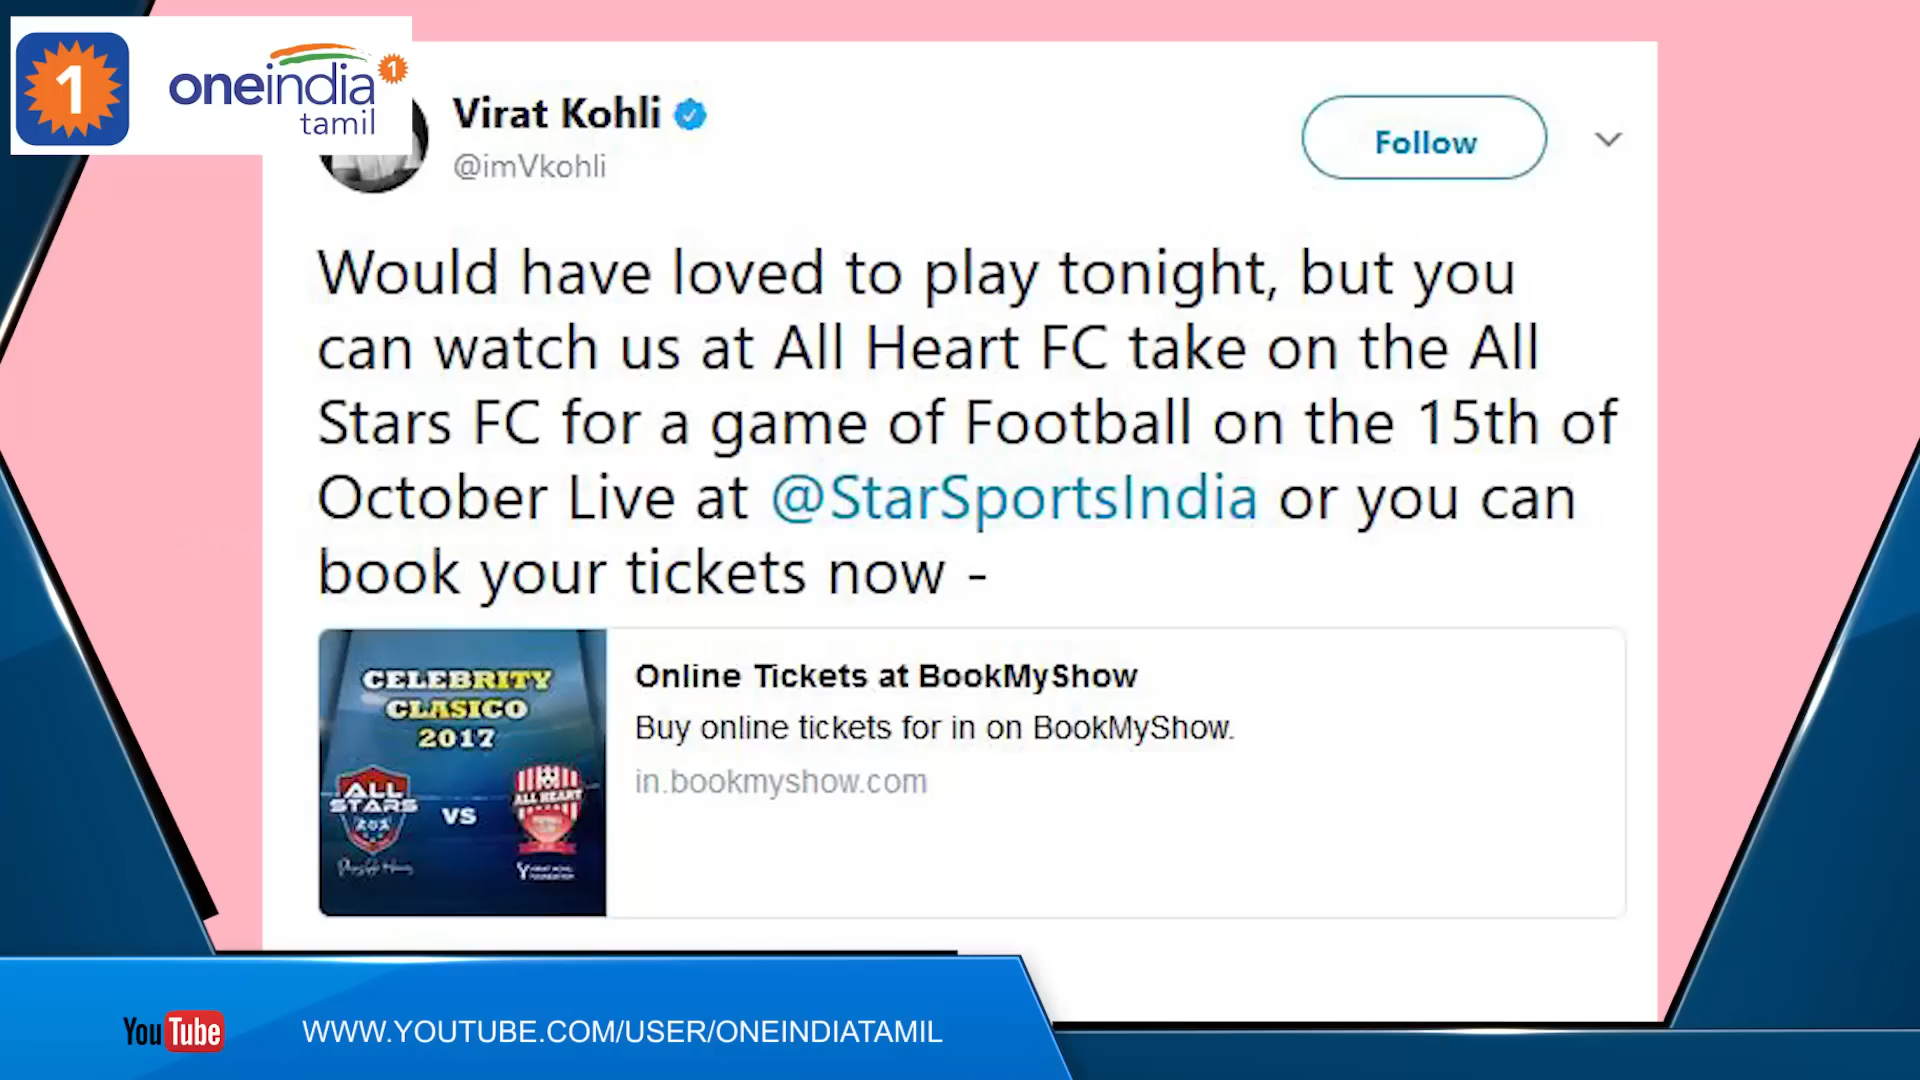 1
oneindia 1
tamil
Virat Kohli
@imVkohli
Follow
Would have loved to play tonight, but you
can watch us at All Heart FC take on the All
Stars FC for a game of Football on the 15th of
October Live at @StarSportsIndia or you can
book your tickets now -
CELEBRITY
CLASICO
2017
ALL
STARS
VS
ALL HEART
Online Tickets at BookMyShow
Buy online tickets for in on BookMyShow.
in.bookmyshow.com
YouTube
WWW.YOUTUBE.COM/USER/ONEINDIATAMIL